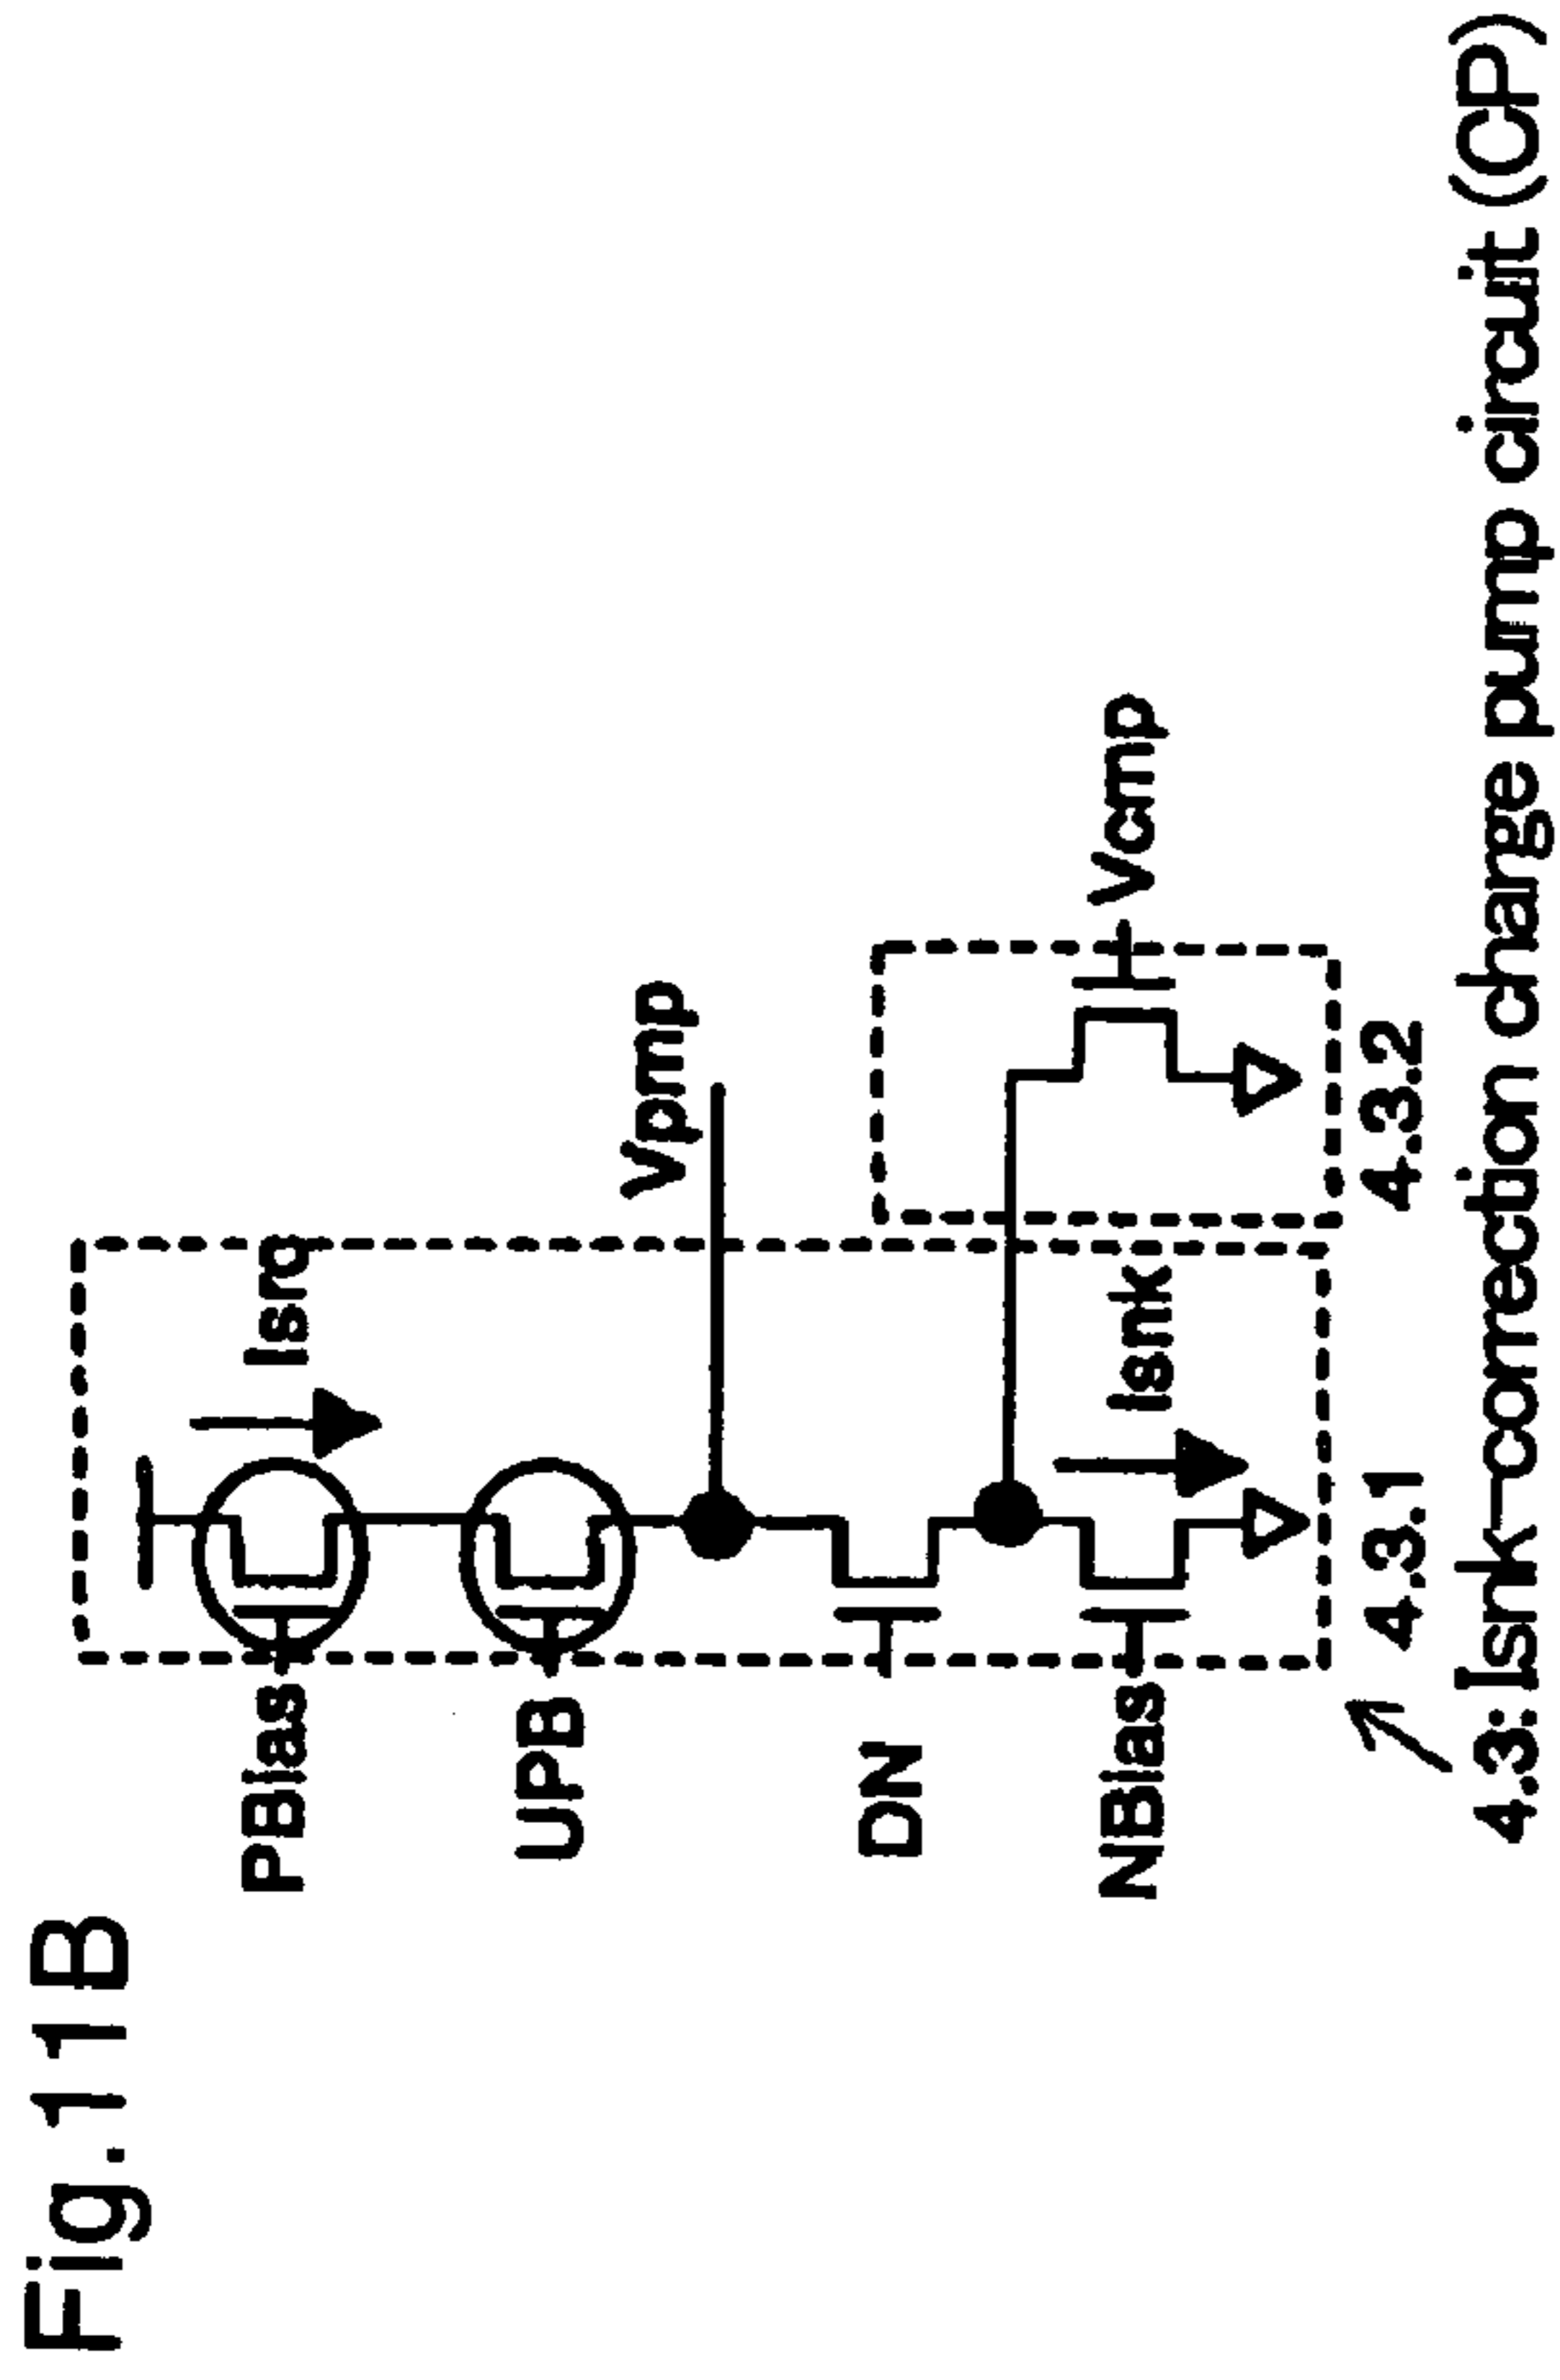 Fig.11B
PBias
Isrc
UPB
Vpmp
DN
Vcmp
NBias
Isnk
4.3.1
4.3.2
4.3: Isnk-correction charge pump circuit (CP)